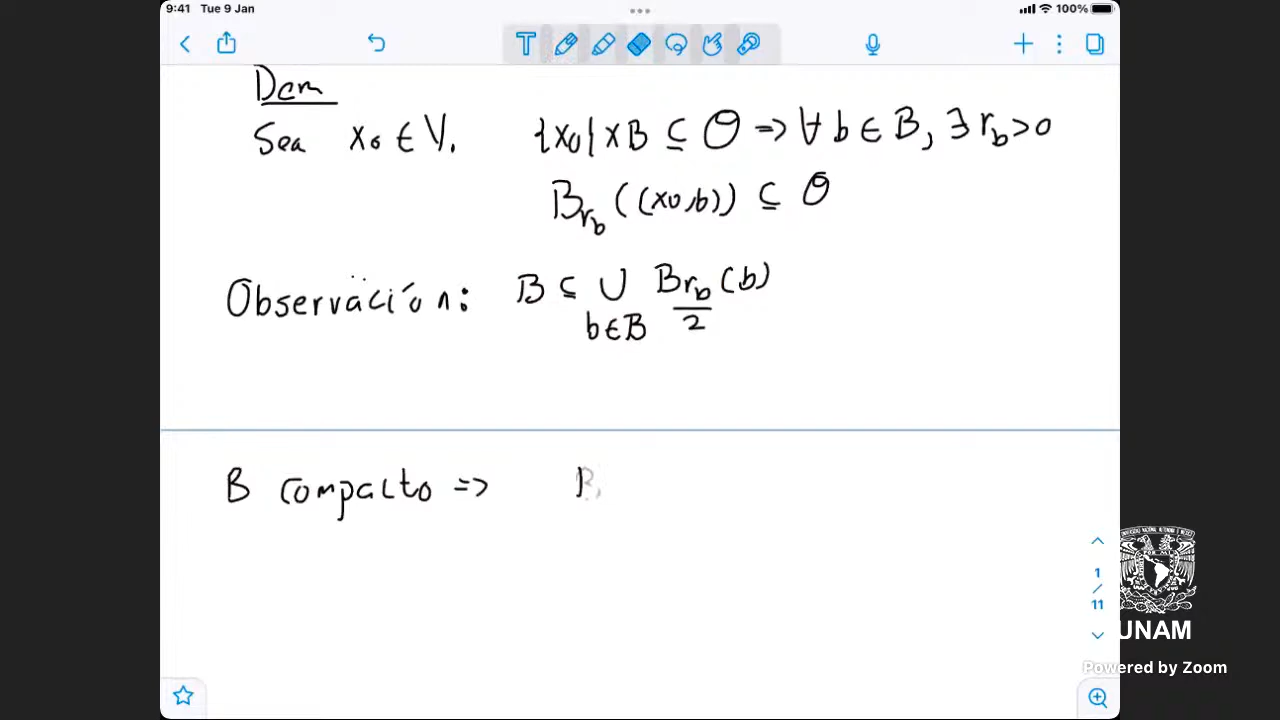 9:41 Tue 9 Jan 100%
Dem
Sea x₀ ∈ V. {x₀} × B ⊆ O => ∀ b ∈ B, ∃ r_b > 0
B_{r_b}((x₀,b)) ⊆ O
Observación: B ⊆ ∪_{b∈B} B_{r_b/2}(b)
B compacto =>
1
/
11
UNAM
Powered by Zoom